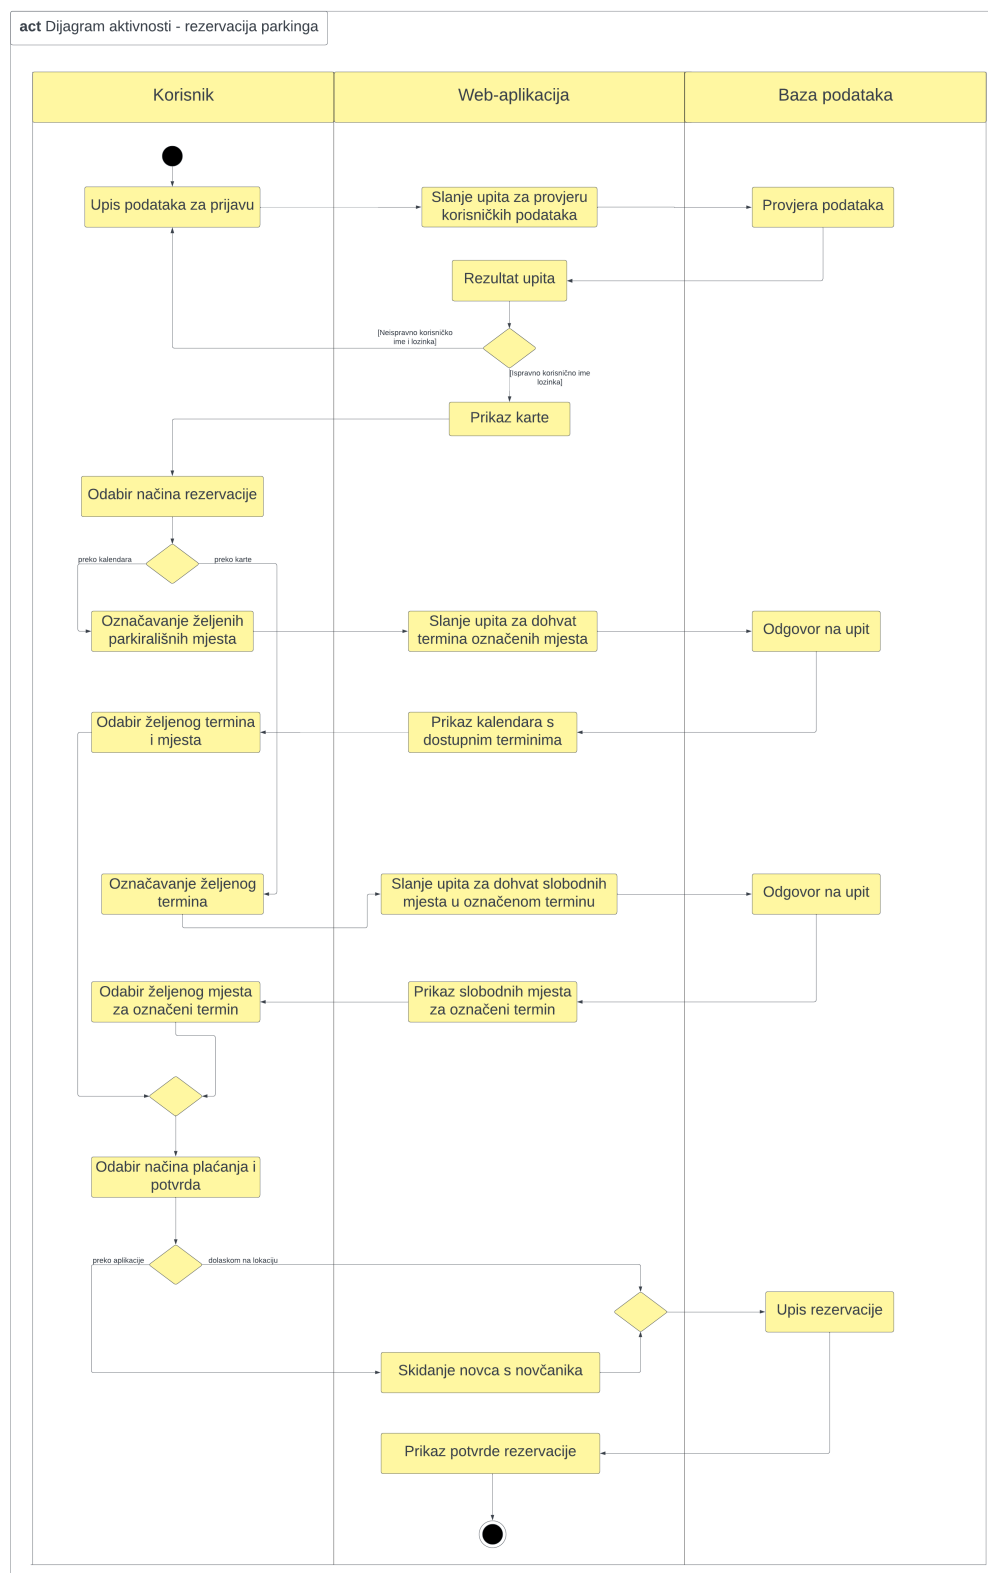 act Dijagram aktivnosti - rezervacija parkinga
Korisnik
Web-aplikacija
Baza podataka
Upis podataka za prijavu
Slanje upita za provjeru
korisničkih podataka
Provjera podataka
Rezultat upita
[Neispravno korisničko
ime i lozinka]
[Ispravno korisnično ime
lozinka]
Prikaz karte
Odabir načina rezervacije
preko kalendara
preko karte
Označavanje željenih
parkirališnih mjesta
Slanje upita za dohvat
termina označenih mjesta
Odgovor na upit
Odabir željenog termina
i mjesta
Prikaz kalendara s
dostupnim terminima
Označavanje željenog
termina
Slanje upita za dohvat slobodnih
mjesta u označenom terminu
Odgovor na upit
Odabir željenog mjesta
za označeni termin
Prikaz slobodnih mjesta
za označeni termin
Odabir načina plaćanja i
potvrda
preko aplikacije
dolaskom na lokaciju
Upis rezervacije
Skidanje novca s novčanika
Prikaz potvrde rezervacije